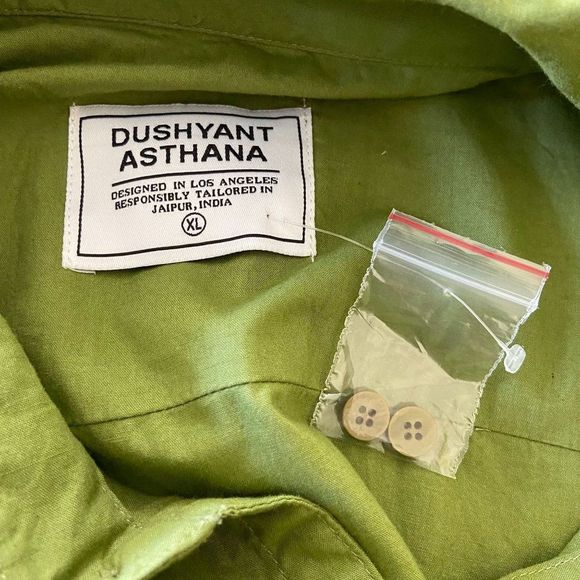 DUSHYANT
ASTHANA
DESIGNED IN LOS ANGELES
RESPONSIBLY TAILORED IN
JAIPUR, INDIA
XL